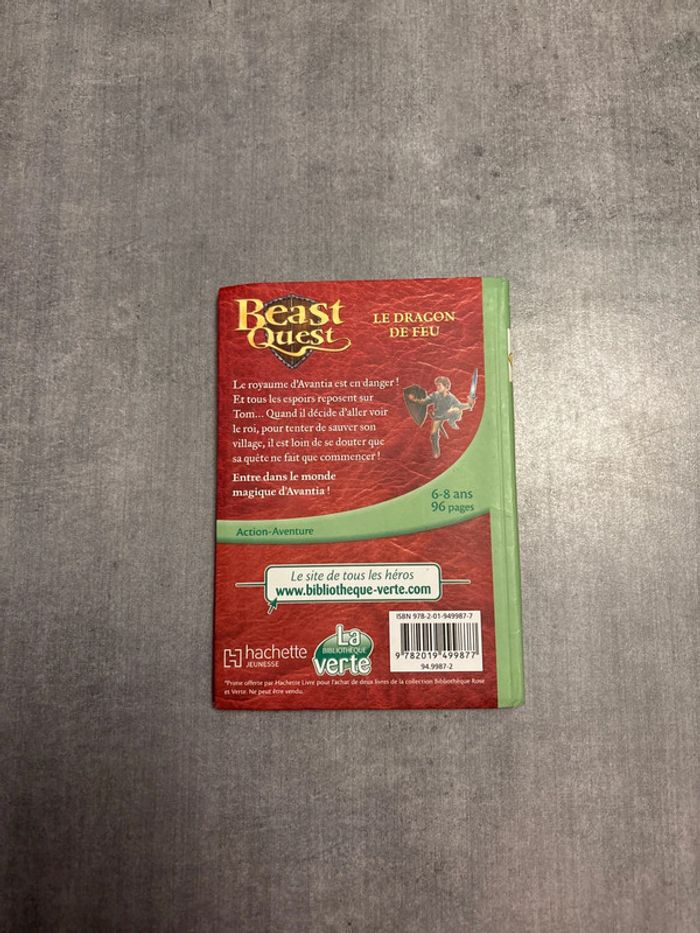 Beast
Quest
LE DRAGON
DE FEU
Le royaume d'Avantia est en danger !
Et tous les espoirs reposent sur
Tom... Quand il décide d'aller voir
le roi, pour tenter de sauver son
village, il est loin de se douter que
sa quête ne fait que commencer !
Entre dans le monde
magique d'Avantia !
6-8 ans
96 pages
Action-Aventure
Le site de tous les héros
www.bibliotheque-verte.com
ISBN 978-2-01-949987-7
9 782019 499877
94.9987-2
hachette
JEUNESSE
La
BIBLIOTHÈQUE
verte
*Prime offerte par Hachette Livre pour l'achat de deux livres de la collection Bibliothèque Rose
et Verte. Ne peut être vendu.